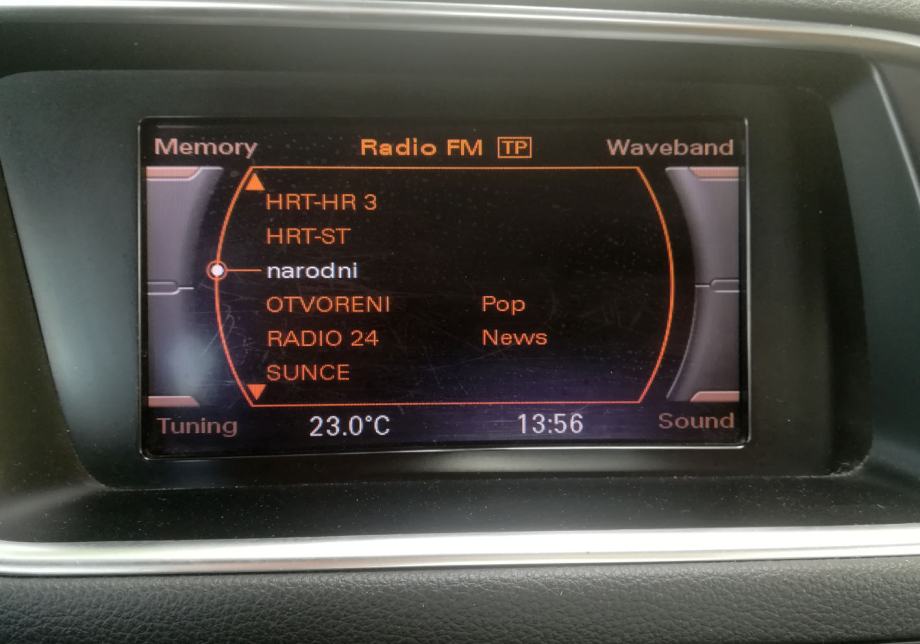 Memory Radio FM TP Waveband
HRT-HR 3
HRT-ST
narodni
OTVORENI Pop
RADIO 24 News
SUNCE
Tuning 23.0°C 13:56 Sound